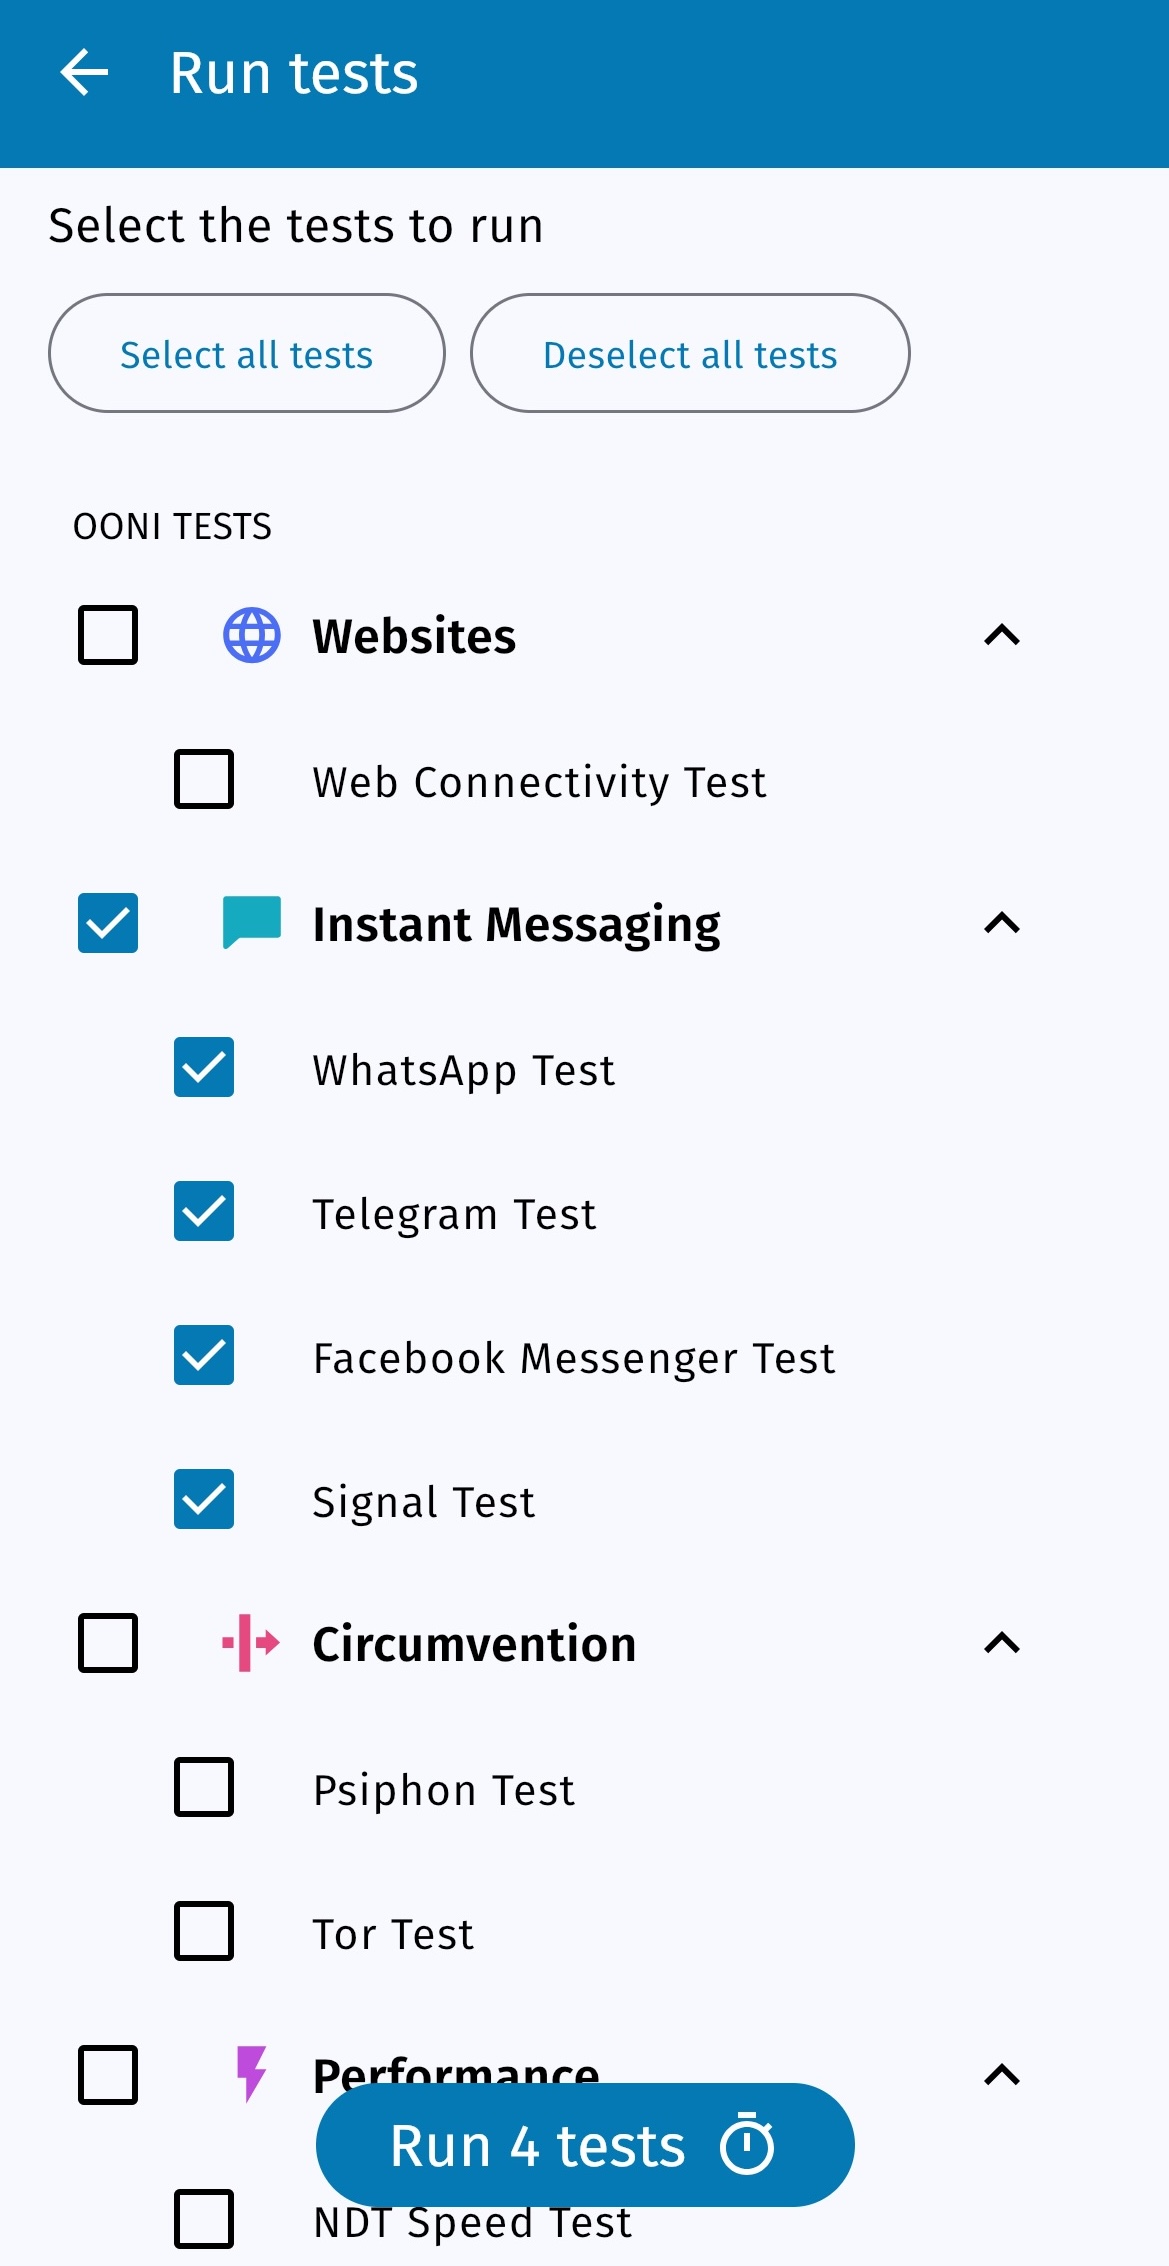 Run tests
Select the tests to run
Select all tests
Deselect all tests
OONI TESTS
Websites
Web Connectivity Test
Instant Messaging
WhatsApp Test
Telegram Test
Facebook Messenger Test
Signal Test
Circumvention
Psiphon Test
Tor Test
Performance
Run 4 tests
NDT Speed Test